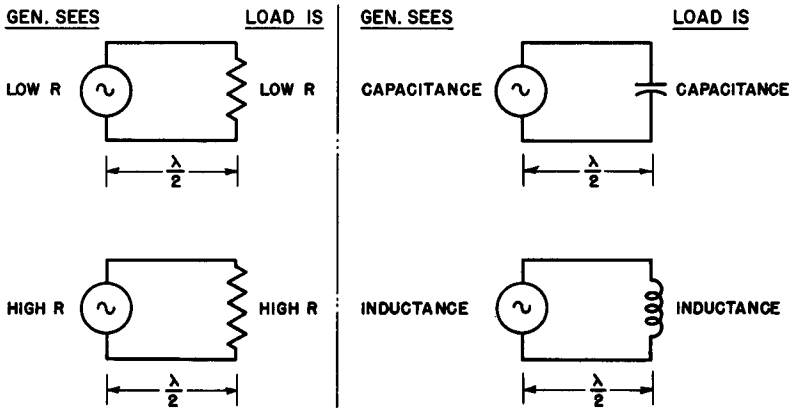 GEN. SEES
LOAD IS
LOW R
LOW R
λ/2
HIGH R
HIGH R
λ/2
GEN. SEES
LOAD IS
CAPACITANCE
CAPACITANCE
λ/2
INDUCTANCE
INDUCTANCE
λ/2